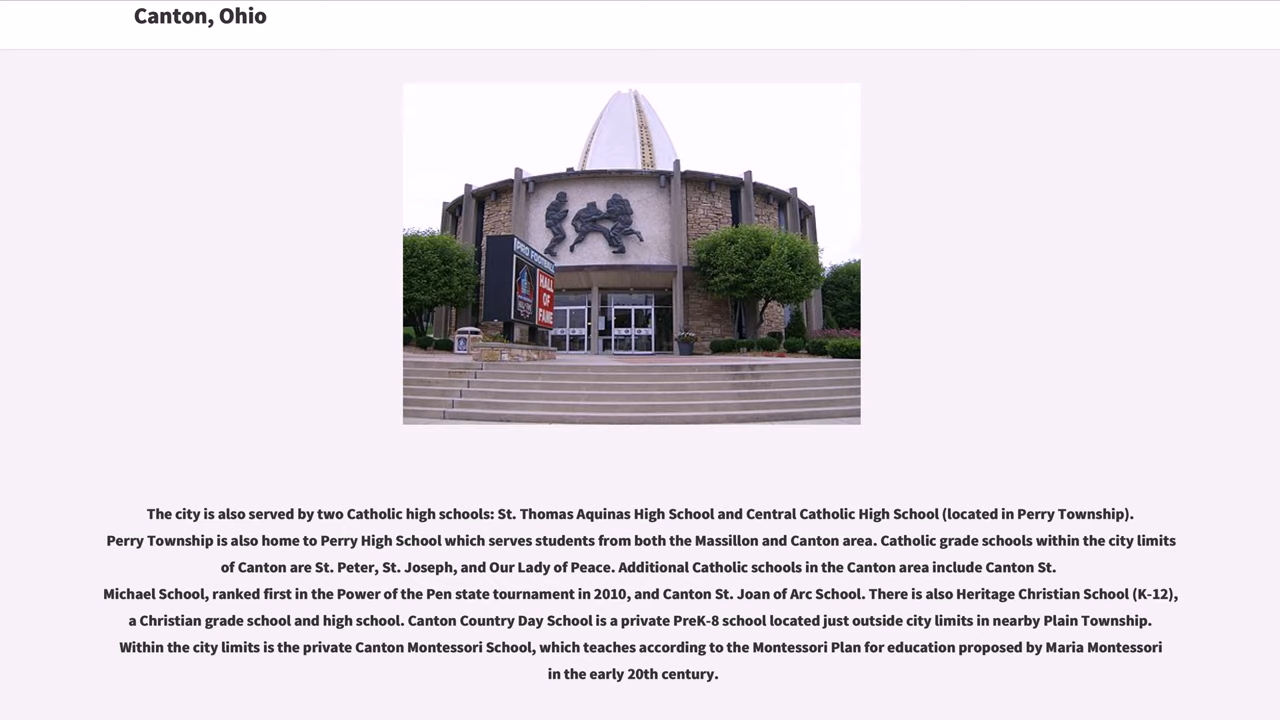 Canton, Ohio
PRO FOOTBALL
HALL
OF
FAME
The city is also served by two Catholic high schools: St. Thomas Aquinas High School and Central Catholic High School (located in Perry Township).
Perry Township is also home to Perry High School which serves students from both the Massillon and Canton area. Catholic grade schools within the city limits
of Canton are St. Peter, St. Joseph, and Our Lady of Peace. Additional Catholic schools in the Canton area include Canton St.
Michael School, ranked first in the Power of the Pen state tournament in 2010, and Canton St. Joan of Arc School. There is also Heritage Christian School (K-12),
a Christian grade school and high school. Canton Country Day School is a private PreK-8 school located just outside city limits in nearby Plain Township.
Within the city limits is the private Canton Montessori School, which teaches according to the Montessori Plan for education proposed by Maria Montessori
in the early 20th century.